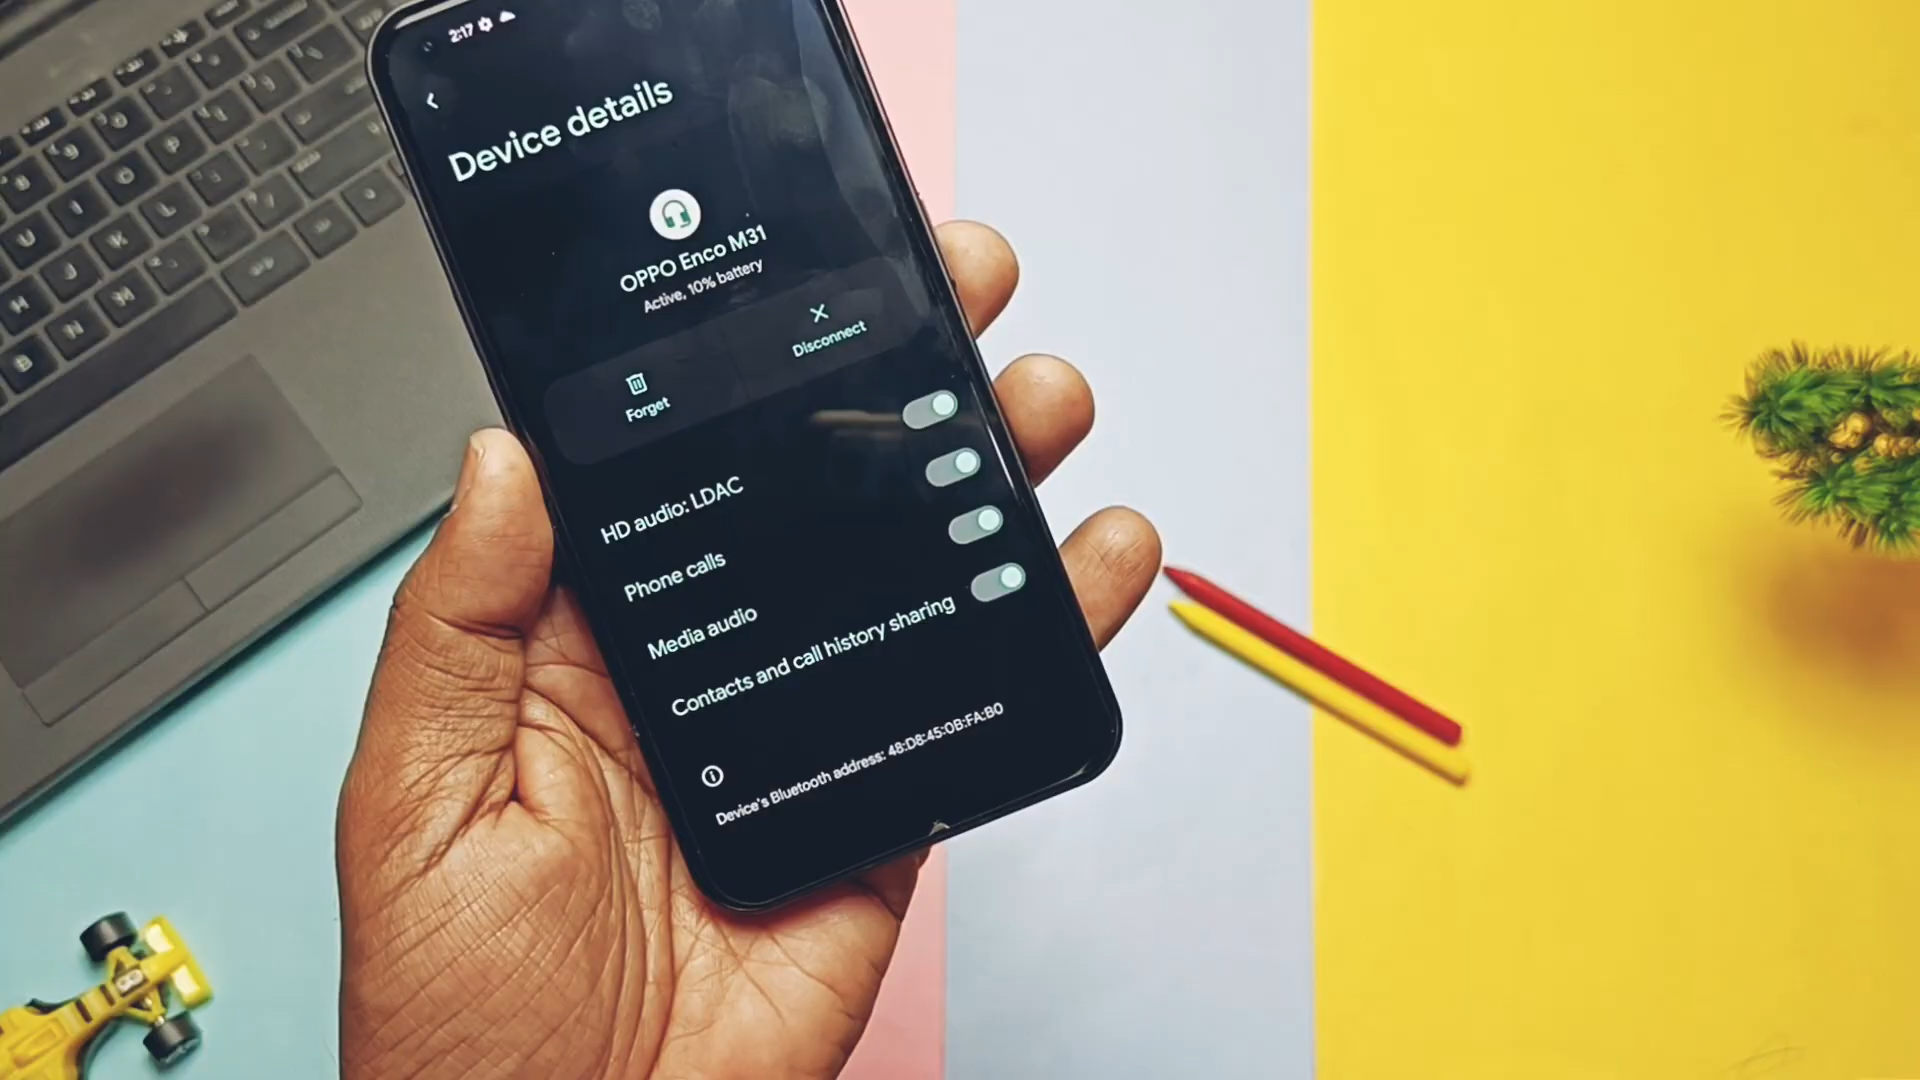 2:17
Device details
OPPO Enco M31
Active, 10% battery
Forget
Disconnect
HD audio: LDAC
Phone calls
Media audio
Contacts and call history sharing
Device's Bluetooth address: 48:D8:45:0B:FA:B0